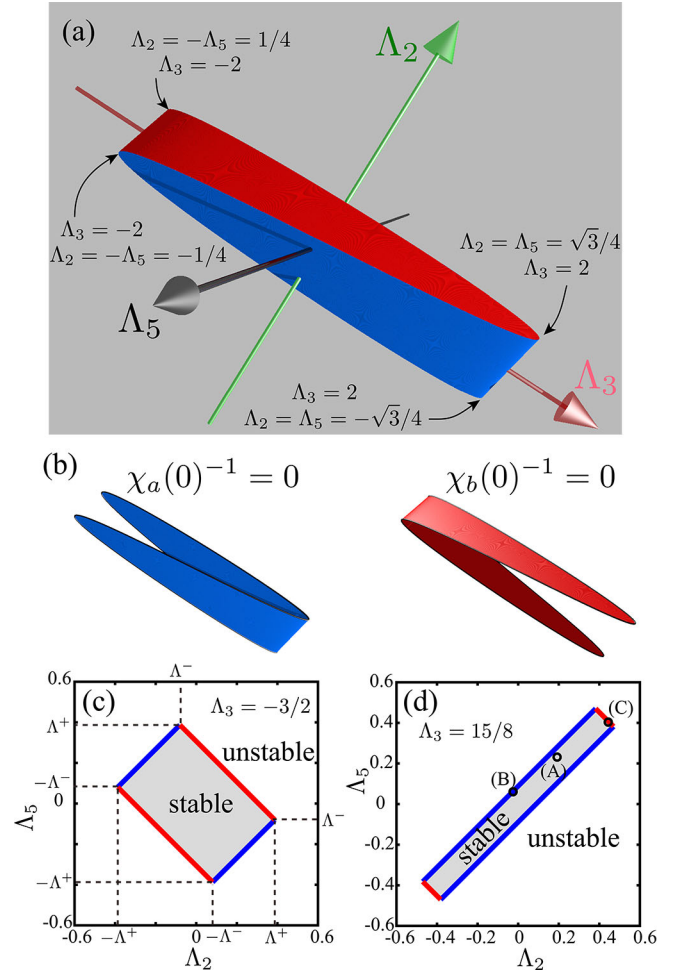 (a)
Λ₂ = −Λ₅ = 1/4
Λ₃ = −2
Λ₂
Λ₃ = −2
Λ₂ = −Λ₅ = −1/4
Λ₂ = Λ₅ = √3/4
Λ₃ = 2
Λ₅
Λ₃ = 2
Λ₂ = Λ₅ = −√3/4
Λ₃
(b)
χₐ(0)⁻¹ = 0
χ_b(0)⁻¹ = 0
(c)
Λ₃ = −3/2
unstable
stable
Λ⁻
Λ⁺
−Λ⁻
−Λ⁺
Λ⁻
0.6
0
-0.6
Λ₅
-0.6
−Λ⁺
0
−Λ⁻
Λ⁺
0.6
Λ₂
(d)
Λ₃ = 15/8
(C)
(A)
(B)
stable
unstable
0.6
0.4
0.2
0
-0.2
-0.4
-0.6
Λ₅
-0.6
-0.4
-0.2
0
0.2
0.4
0.6
Λ₂